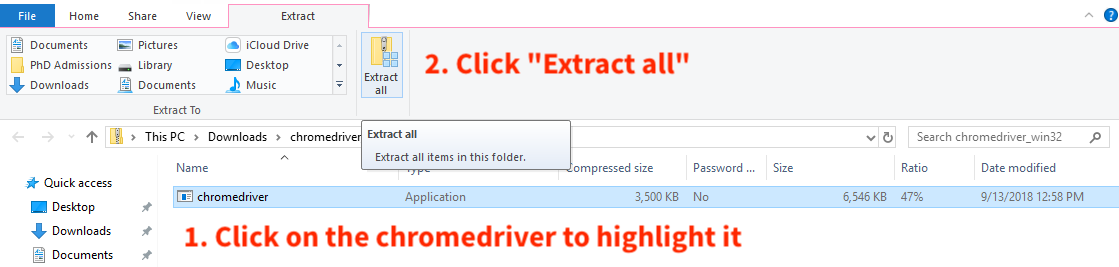 File Home Share View Extract
Documents Pictures iCloud Drive
PhD Admissions Library Desktop
Downloads Documents Music
Extract all
Extract To
2. Click "Extract all"
This PC Downloads chromedriver
Search chromedriver_win32
Extract all
Extract all items in this folder.
Name Type Compressed size Password ... Size Ratio Date modified
Quick access
chromedriver Application 3,500 KB No 6,546 KB 47% 9/13/2018 12:58 PM
Desktop
Downloads
Documents
1. Click on the chromedriver to highlight it